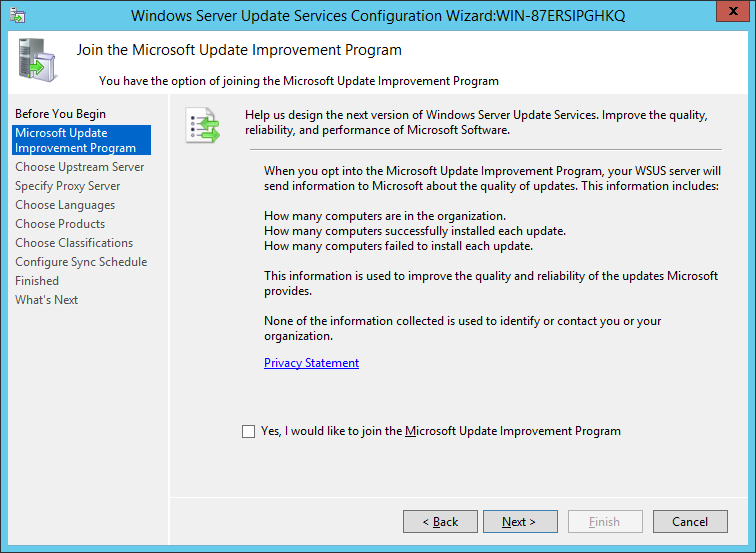 Windows Server Update Services Configuration Wizard:WIN-87ERSIPGHKQ
x
Join the Microsoft Update Improvement Program
You have the option of joining the Microsoft Update Improvement Program
Before You Begin
Microsoft Update
Improvement Program
Choose Upstream Server
Specify Proxy Server
Choose Languages
Choose Products
Choose Classifications
Configure Sync Schedule
Finished
What's Next
Help us design the next version of Windows Server Update Services. Improve the quality,
reliability, and performance of Microsoft Software.
When you opt into the Microsoft Update Improvement Program, your WSUS server will
send information to Microsoft about the quality of updates. This information includes:
How many computers are in the organization.
How many computers successfully installed each update.
How many computers failed to install each update.
This information is used to improve the quality and reliability of the updates Microsoft
provides.
None of the information collected is used to identify or contact you or your
organization.
Privacy Statement
Yes, I would like to join the Microsoft Update Improvement Program
< Back
Next >
Finish
Cancel